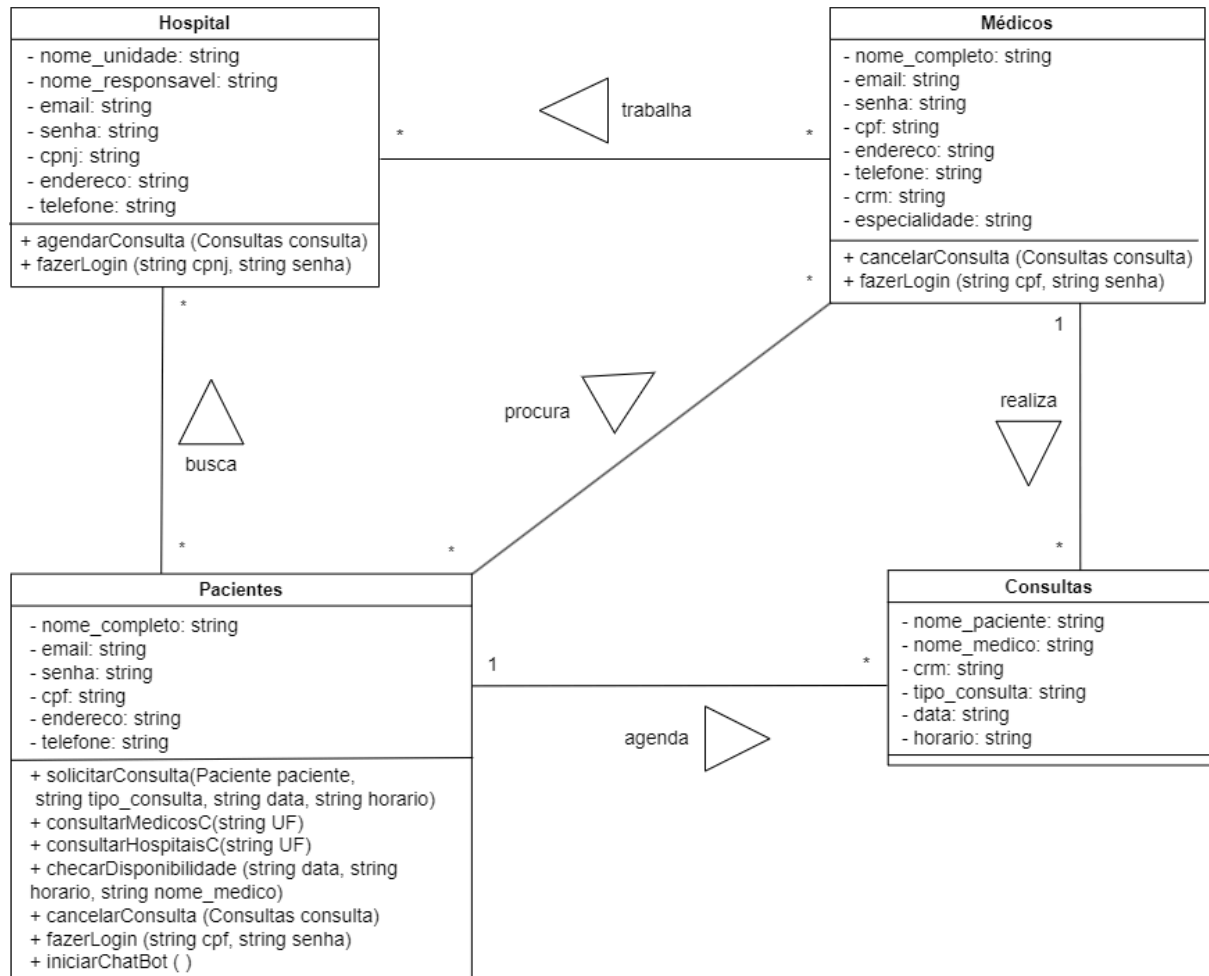 Hospital
- nome_unidade: string
- nome_responsavel: string
- email: string
- senha: string
- cpnj: string
- endereco: string
- telefone: string
+ agendarConsulta (Consultas consulta)
+ fazerLogin (string cpnj, string senha)
Médicos
- nome_completo: string
- email: string
- senha: string
- cpf: string
- endereco: string
- telefone: string
- crm: string
- especialidade: string
+ cancelarConsulta (Consultas consulta)
+ fazerLogin (string cpf, string senha)
trabalha
*
*
*
*
1
procura
realiza
busca
*
*
*
Pacientes
- nome_completo: string
- email: string
- senha: string
- cpf: string
- endereco: string
- telefone: string
+ solicitarConsulta(Paciente paciente,
string tipo_consulta, string data, string horario)
+ consultarMedicosC(string UF)
+ consultarHospitaisC(string UF)
+ checarDisponibilidade (string data, string
horario, string nome_medico)
+ cancelarConsulta (Consultas consulta)
+ fazerLogin (string cpf, string senha)
+ iniciarChatBot ( )
1
*
agenda
Consultas
- nome_paciente: string
- nome_medico: string
- crm: string
- tipo_consulta: string
- data: string
- horario: string